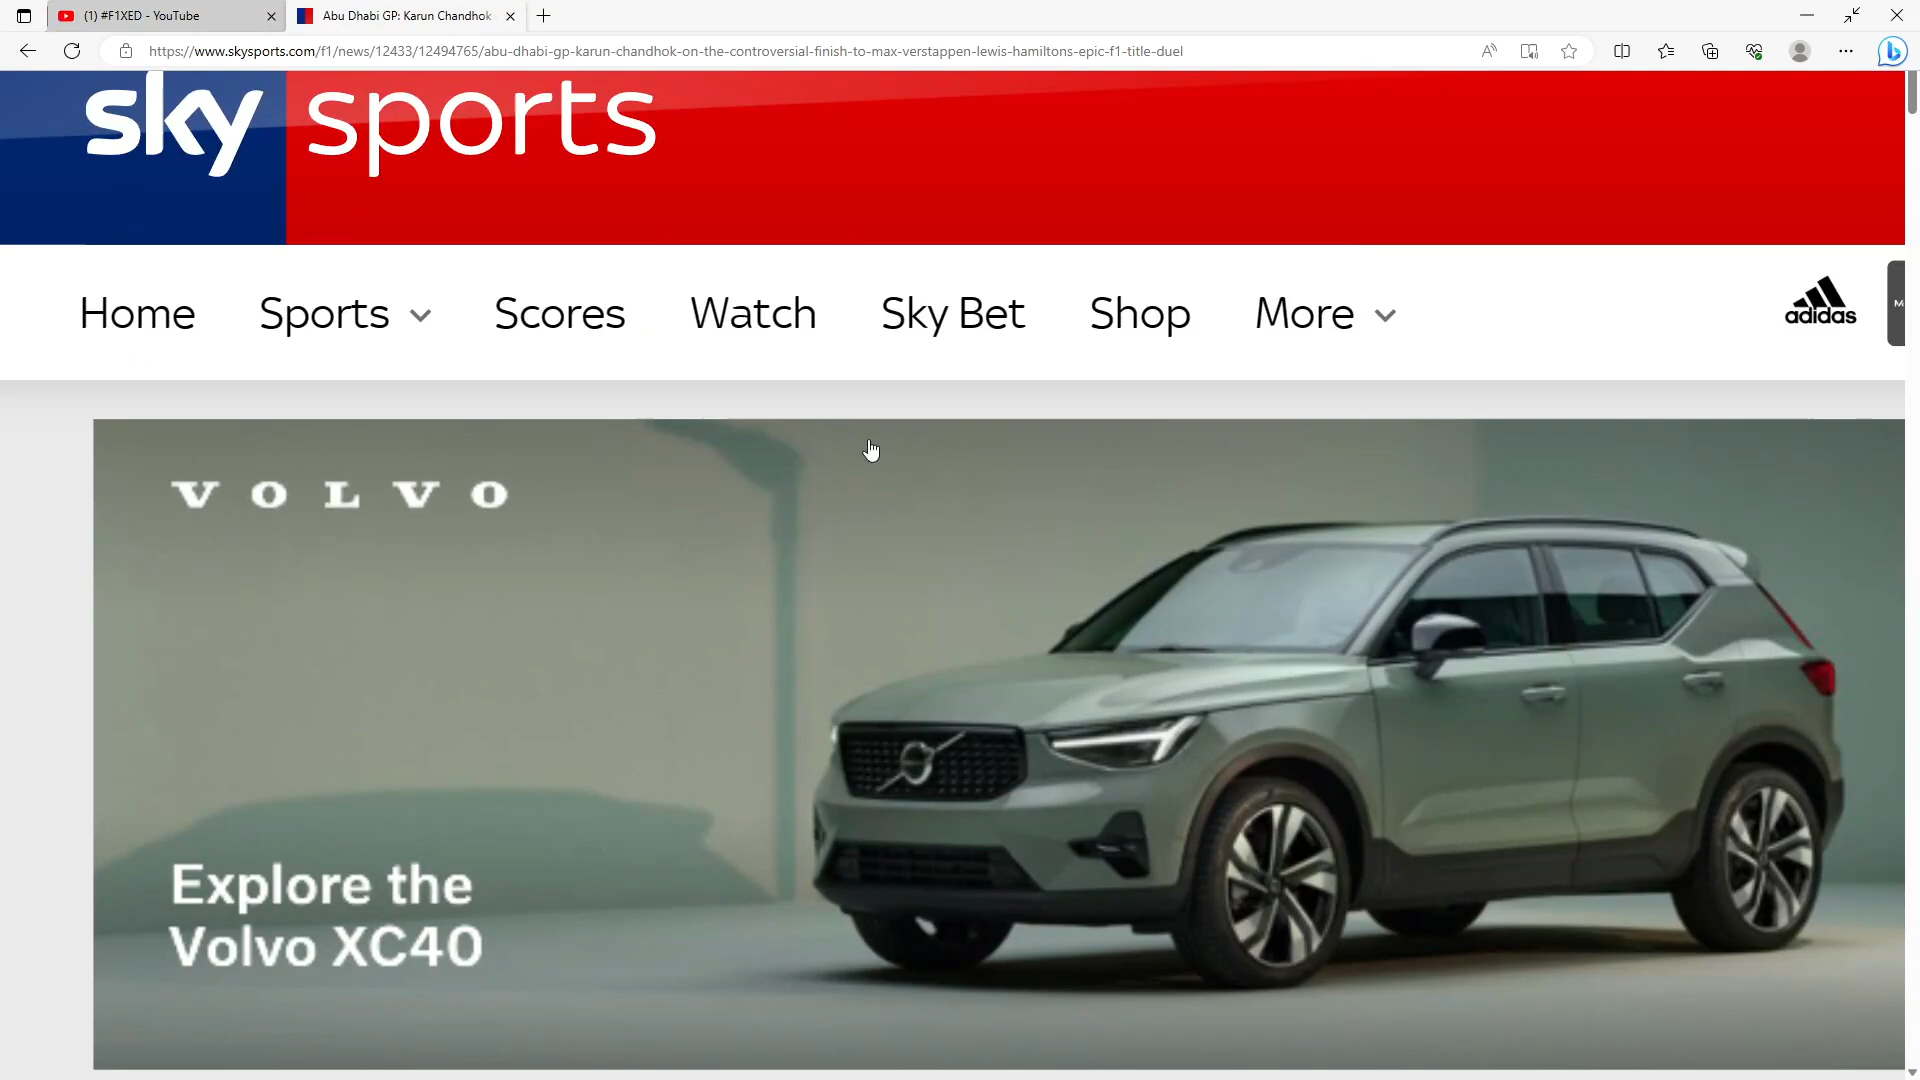 (1) #F1XED - YouTube
Abu Dhabi GP: Karun Chandhok
https://www.skysports.com/f1/news/12433/12494765/abu-dhabi-gp-karun-chandhok-on-the-controversial-finish-to-max-verstappen-lewis-hamiltons-epic-f1-title-duel
sky sports
Home Sports Scores Watch Sky Bet Shop More
adidas
VOLVO
Explore the
Volvo XC40